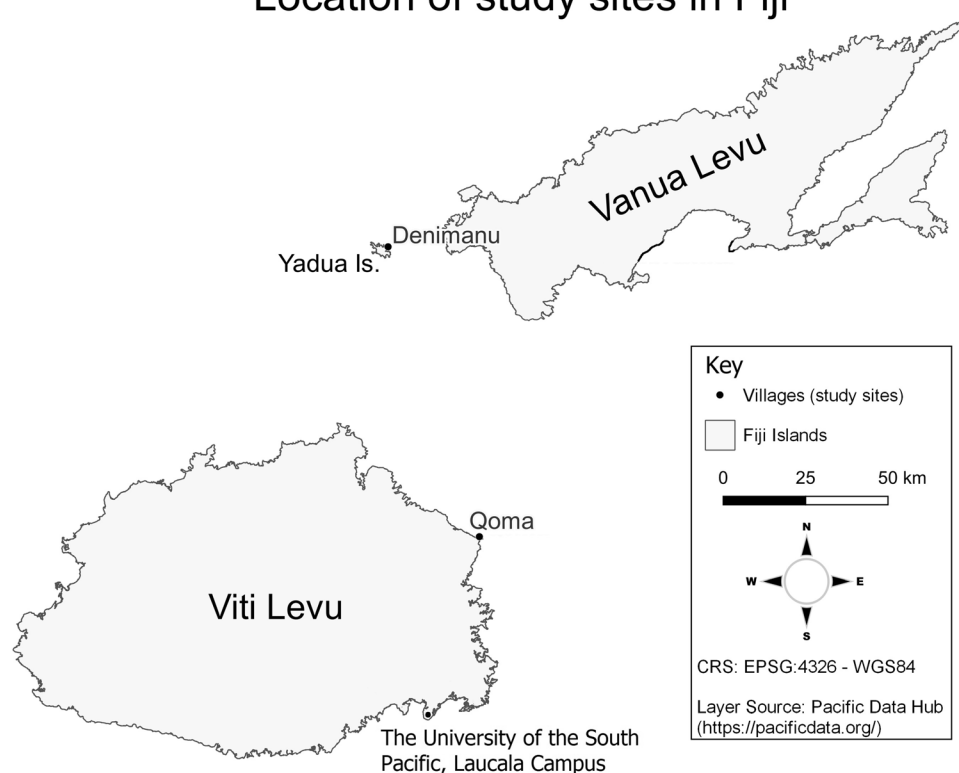 Location of study sites in Fiji
Vanua Levu
Denimanu
Yadua Is.
Key
Villages (study sites)
Fiji Islands
0 25 50 km
Qoma
N
W E
S
Viti Levu
CRS: EPSG:4326 - WGS84
Layer Source: Pacific Data Hub
(https://pacificdata.org/)
The University of the South
Pacific, Laucala Campus